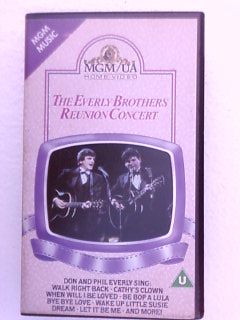 MGM
MUSIC
MGM/UA
HOME VIDEO
THE EVERLY BROTHERS'
REUNION CONCERT
DON AND PHIL EVERLY SING:
WALK RIGHT BACK · CATHY'S CLOWN
WHEN WILL I BE LOVED · BE BOP A LULA
BYE BYE LOVE · WAKE UP LITTLE SUSIE
DREAM · LET IT BE ME · AND MORE!
U